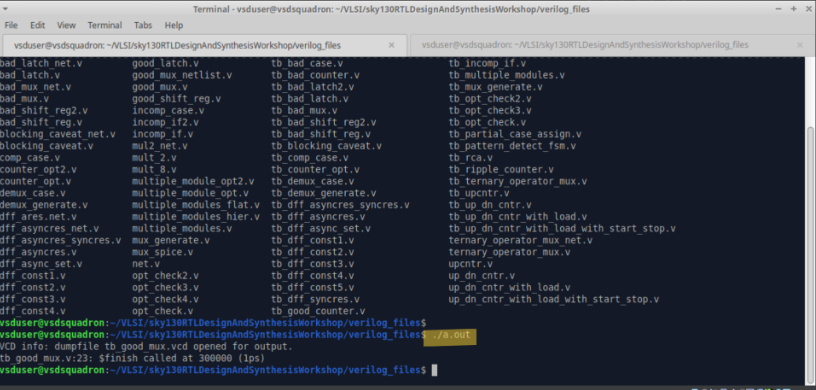 Terminal - vsduser@vsdsquadron: ~/VLSI/sky130RTLDesignAndSynthesisWorkshop/verilog_files
File Edit View Terminal Tabs Help
vsduser@vsdsquadron: ~/VLSI/sky130RTLDesignAndSynthesisWorkshop/verilog_files vsduser@vsdsquadron: ~/VLSI/sky130RTLDesignAndSynthesisWorkshop/verilog_files
bad_latch_net.v good_latch.v tb_bad_case.v tb_incomp_if.v
bad_latch.v good_mux_netlist.v tb_bad_counter.v tb_multiple_modules.v
bad_mux_net.v good_mux.v tb_bad_latch2.v tb_mux_generate.v
bad_mux.v good_shift_reg.v tb_bad_latch.v tb_opt_check2.v
bad_shift_reg2.v incomp_case.v tb_bad_mux.v tb_opt_check3.v
bad_shift_reg.v incomp_if2.v tb_bad_shift_reg2.v tb_opt_check.v
blocking_caveat_net.v incomp_if.v tb_bad_shift_reg.v tb_partial_case_assign.v
blocking_caveat.v mul2_net.v tb_blocking_caveat.v tb_pattern_detect_fsm.v
comp_case.v mult_2.v tb_comp_case.v tb_rca.v
counter_opt2.v mult_8.v tb_counter_opt.v tb_ripple_counter.v
counter_opt.v multiple_module_opt2.v tb_demux_case.v tb_ternary_operator_mux.v
demux_case.v multiple_module_opt.v tb_demux_generate.v tb_upcntr.v
demux_generate.v multiple_modules_flat.v tb_dff_asyncres_syncres.v tb_up_dn_cntr.v
dff_ares.net.v multiple_modules_hier.v tb_dff_asyncres.v tb_up_dn_cntr_with_load.v
dff_asyncres_net.v multiple_modules.v tb_dff_async_set.v tb_up_dn_cntr_with_load_with_start_stop.v
dff_asyncres_syncres.v mux_generate.v tb_dff_const1.v ternary_operator_mux_net.v
dff_asyncres.v mux_spice.v tb_dff_const2.v ternary_operator_mux.v
dff_async_set.v net.v tb_dff_const3.v upcntr.v
dff_const1.v opt_check2.v tb_dff_const4.v up_dn_cntr.v
dff_const2.v opt_check3.v tb_dff_const5.v up_dn_cntr_with_load.v
dff_const3.v opt_check4.v tb_dff_syncres.v up_dn_cntr_with_load_with_start_stop.v
dff_const4.v opt_check.v tb_good_counter.v
vsduser@vsdsquadron:~/VLSI/sky130RTLDesignAndSynthesisWorkshop/verilog_files$
vsduser@vsdsquadron:~/VLSI/sky130RTLDesignAndSynthesisWorkshop/verilog_files$ ./a.out
VCD info: dumpfile tb_good_mux.vcd opened for output.
tb_good_mux.v:23: $finish called at 300000 (1ps)
vsduser@vsdsquadron:~/VLSI/sky130RTLDesignAndSynthesisWorkshop/verilog_files$